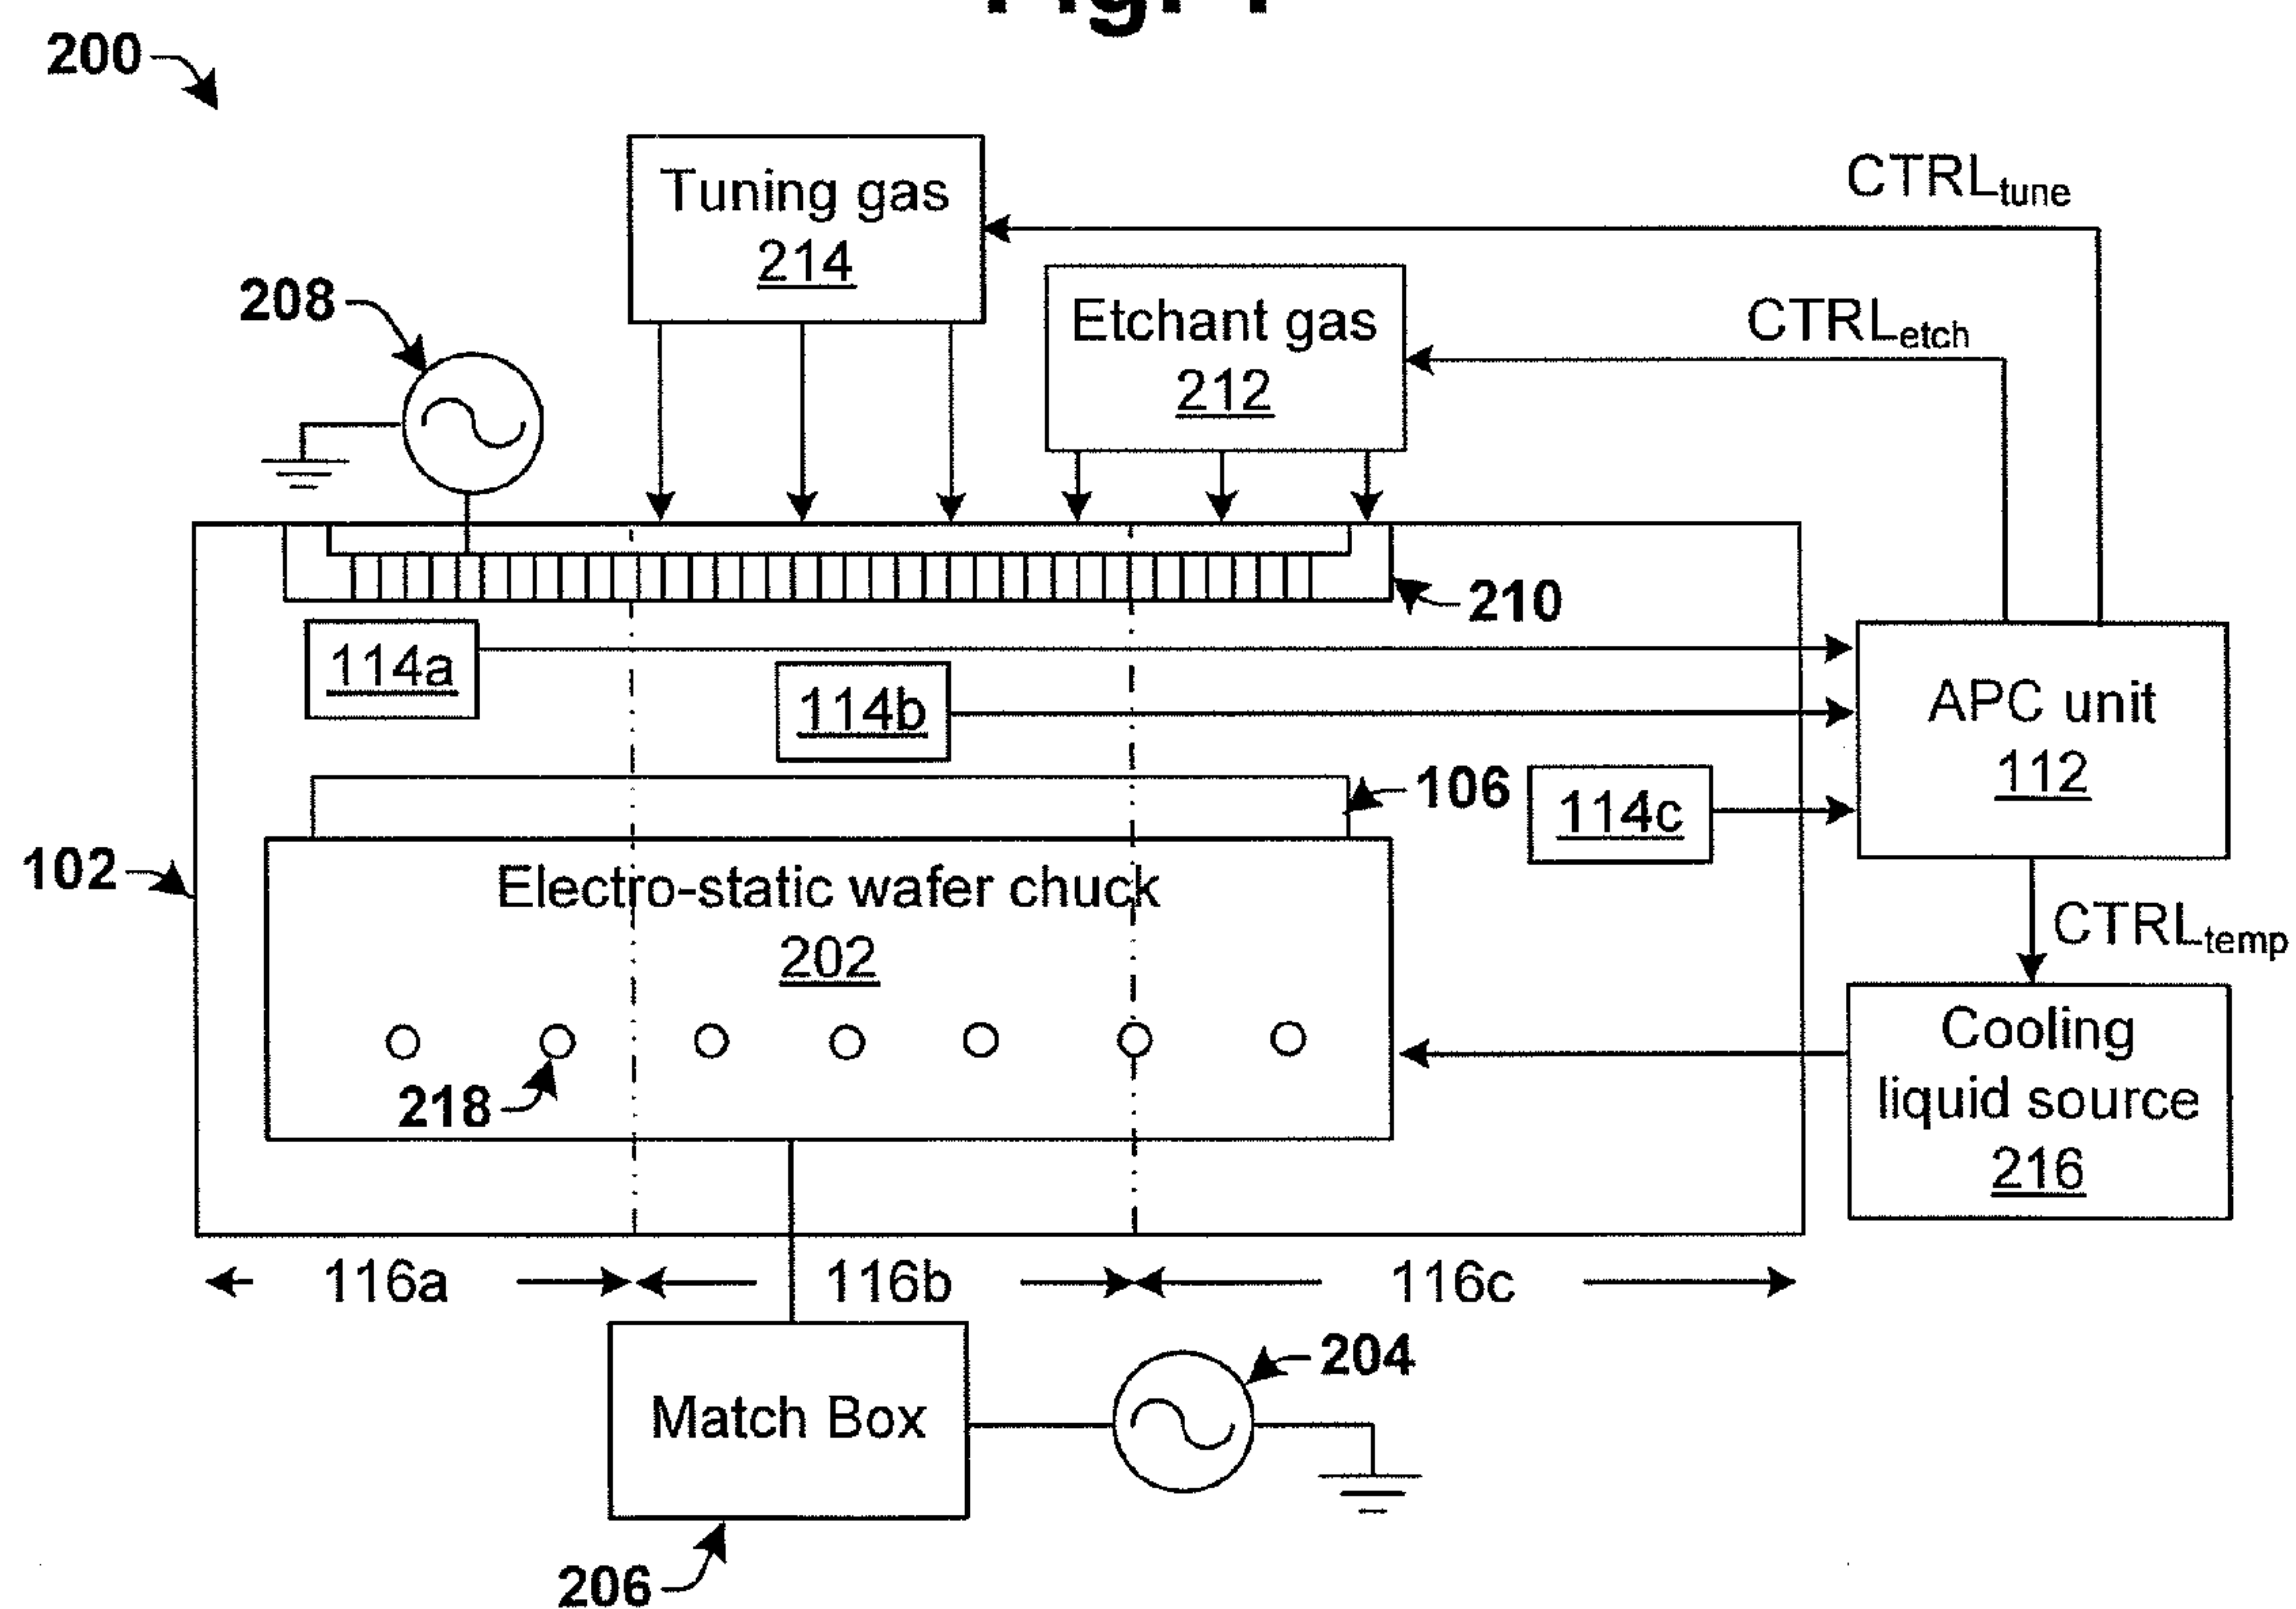 200
Tuning gas
214
CTRLtune
208
Etchant gas
212
CTRLetch
210
114a
114b
APC unit
112
106
114c
102
Electro-static wafer chuck
202
CTRLtemp
218
Cooling
liquid source
216
116a 116b 116c
204
Match Box
206